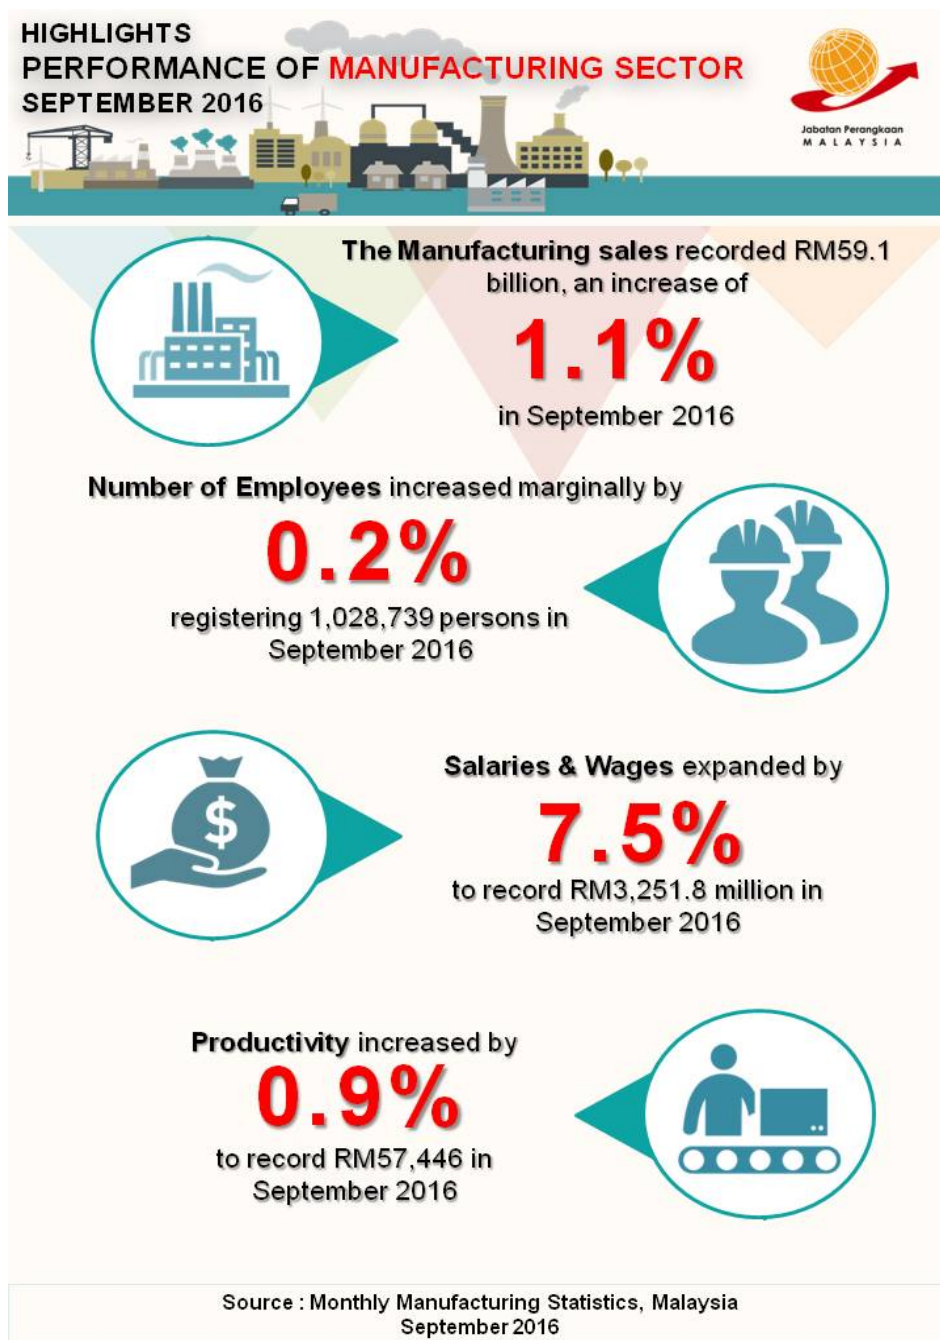 HIGHLIGHTS
PERFORMANCE OF MANUFACTURING SECTOR
SEPTEMBER 2016
Jabatan Perangkaan
MALAYSIA
The Manufacturing sales recorded RM59.1
billion, an increase of
1.1%
in September 2016
Number of Employees increased marginally by
0.2%
registering 1,028,739 persons in
September 2016
$
Salaries & Wages expanded by
7.5%
to record RM3,251.8 million in
September 2016
Productivity increased by
0.9%
to record RM57,446 in
September 2016
Source : Monthly Manufacturing Statistics, Malaysia
September 2016